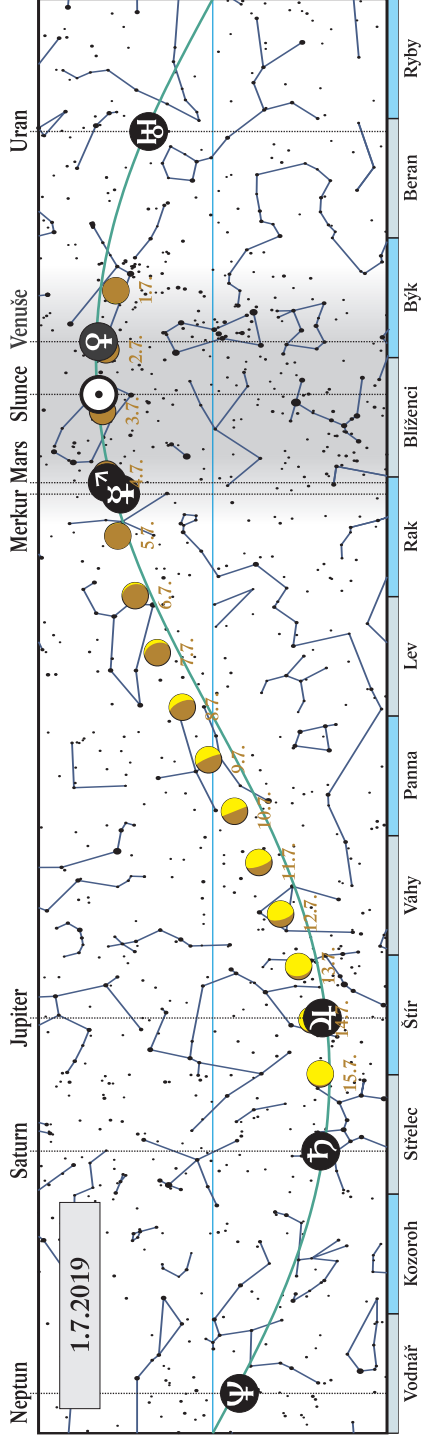 Neptun Saturn Jupiter Merkur Mars Slunce Venuše Uran
1.7.2019
15.7. 14.7. 13.7. 12.7. 11.7. 10.7. 9.7. 8.7. 7.7. 6.7. 5.7. 4.7. 3.7. 2.7. 1.7.
Vodnář Kozoroh Střelec Štír Váhy Panna Lev Rak Blíženci Býk Beran Ryby